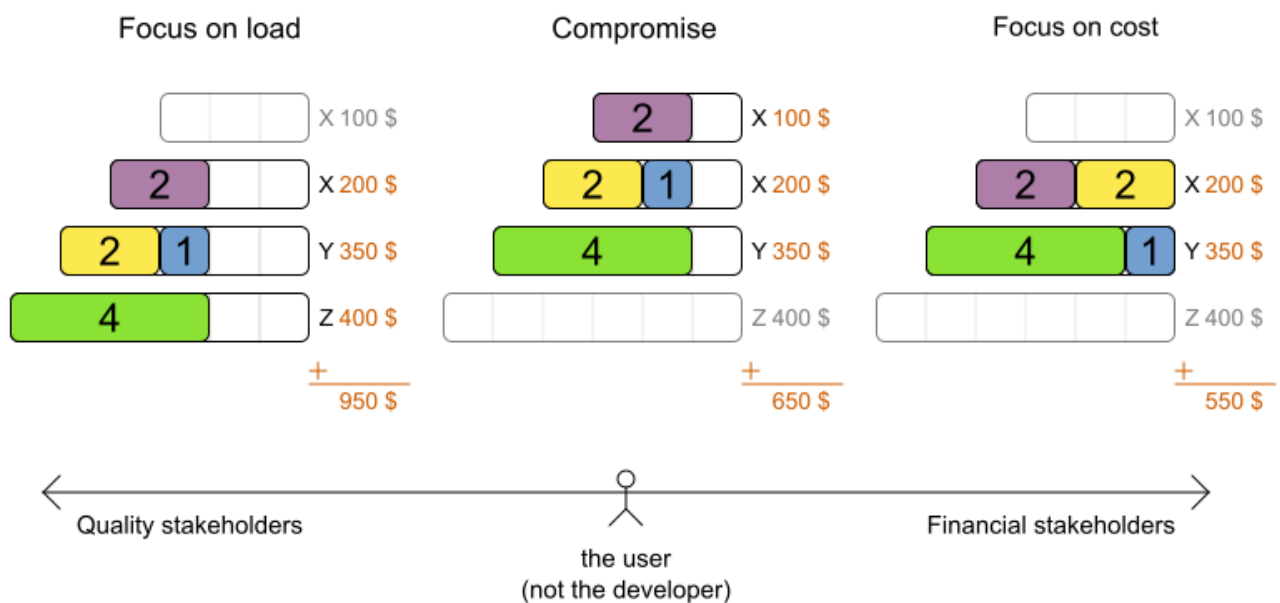 Focus on load
X 100 $
2
X 200 $
2 1
Y 350 $
4
Z 400 $
+
950 $
Compromise
2
X 100 $
2 1
X 200 $
4
Y 350 $
Z 400 $
+
650 $
Focus on cost
X 100 $
2 2
X 200 $
4 1
Y 350 $
Z 400 $
+
550 $
Quality stakeholders
the user
(not the developer)
Financial stakeholders